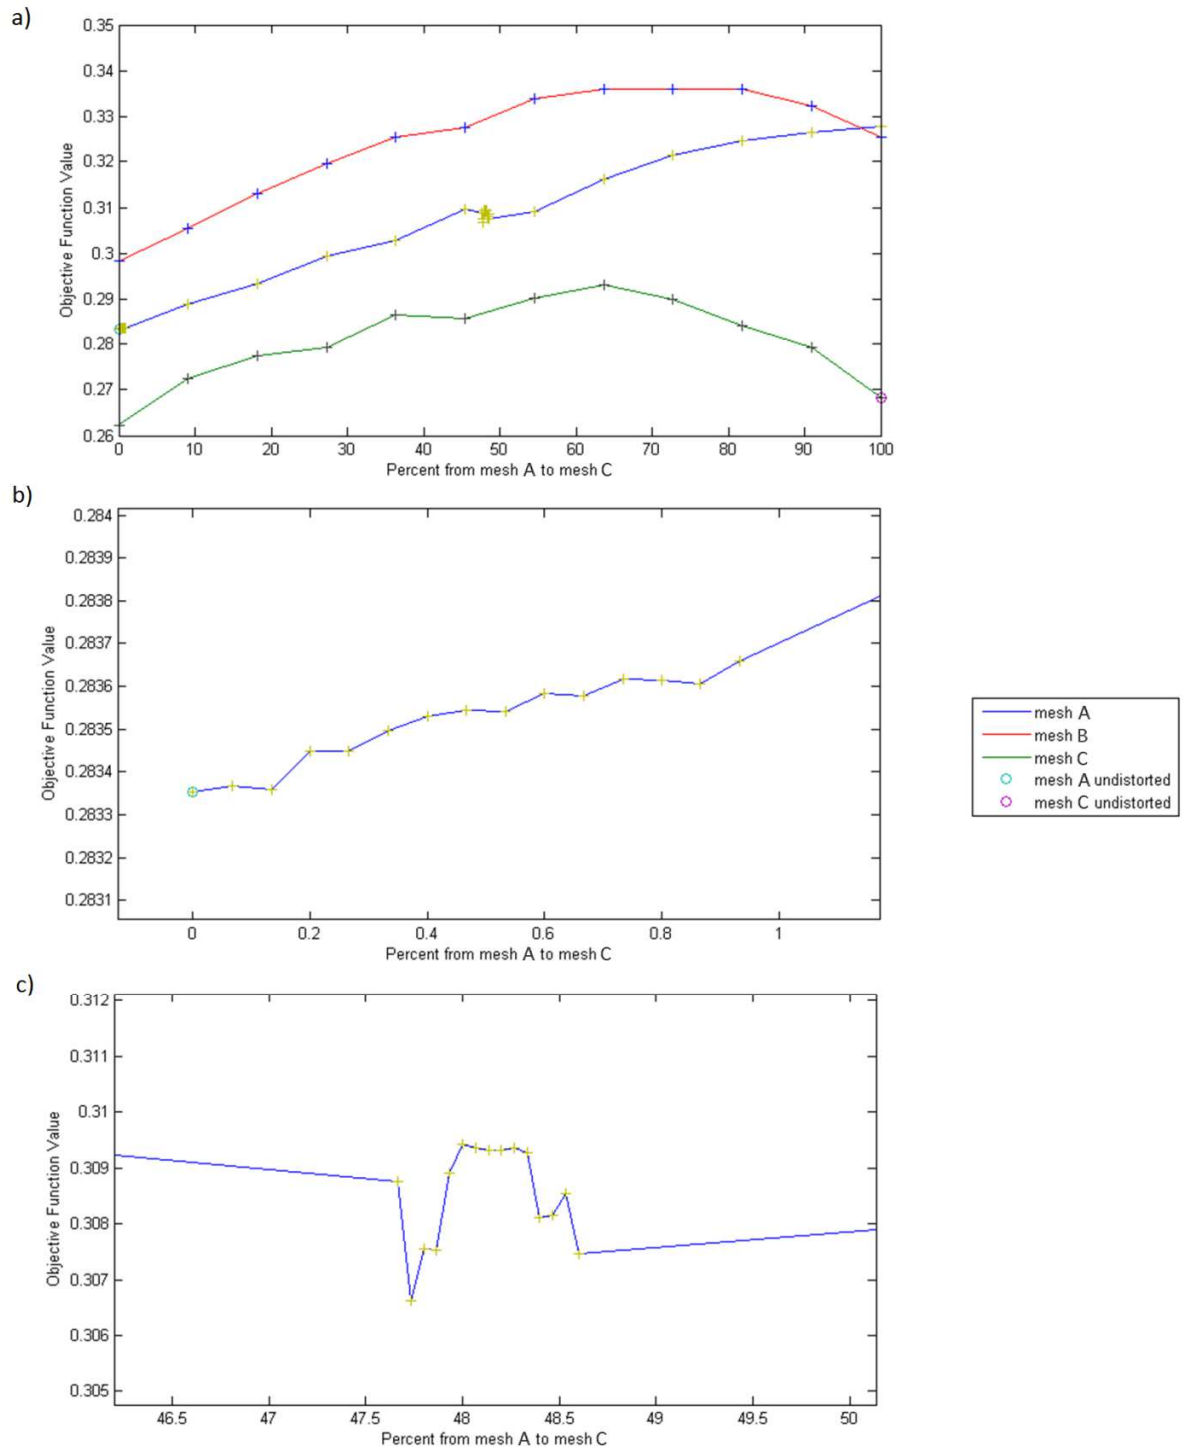 a)
0.35
0.34
0.33
0.32
0.31
0.3
0.29
0.28
0.27
0.26
Objective Function Value
0 10 20 30 40 50 60 70 80 90 100
Percent from mesh A to mesh C
b)
0.284
0.2839
0.2838
0.2837
0.2836
0.2835
0.2834
0.2833
0.2832
0.2831
Objective Function Value
0 0.2 0.4 0.6 0.8 1
Percent from mesh A to mesh C
mesh A
mesh B
mesh C
mesh A undistorted
mesh C undistorted
c)
0.312
0.311
0.31
0.309
0.308
0.307
0.306
0.305
Objective Function Value
46.5 47 47.5 48 48.5 49 49.5 50
Percent from mesh A to mesh C